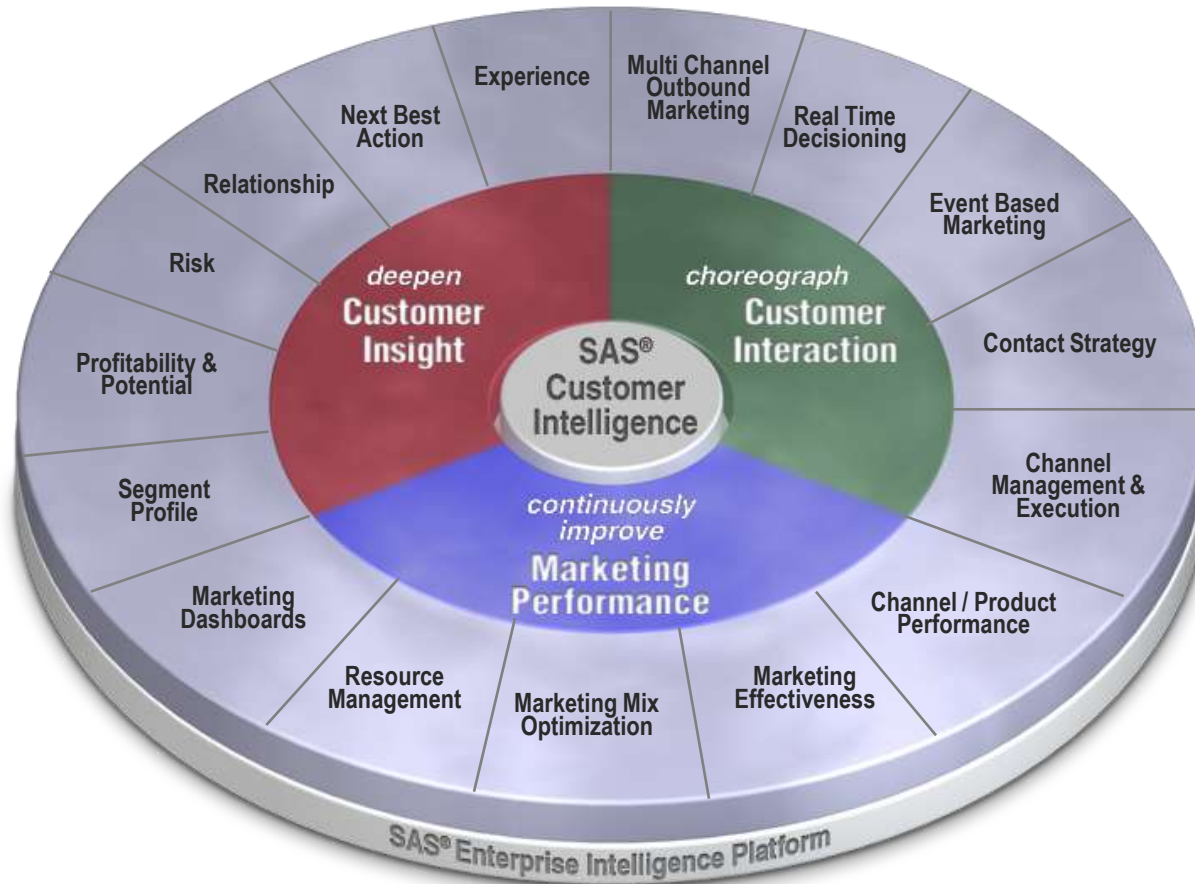 Experience
Multi Channel
Outbound
Marketing
Real Time
Decisioning
Event Based
Marketing
Contact Strategy
Channel
Management &
Execution
Channel / Product
Performance
Marketing
Effectiveness
Marketing Mix
Optimization
Resource
Management
Marketing
Dashboards
Segment
Profile
Profitability &
Potential
Risk
Relationship
Next Best
Action
deepen
Customer
Insight
choreograph
Customer
Interaction
SAS®
Customer
Intelligence
continuously
improve
Marketing
Performance
SAS® Enterprise Intelligence Platform